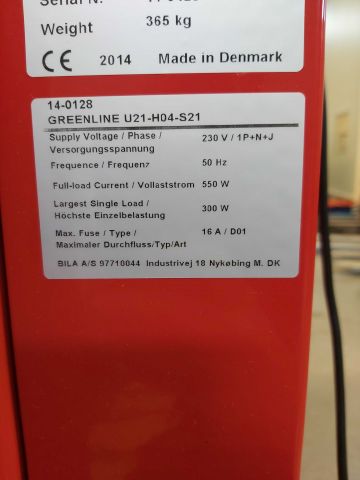 Serial N.
Weight 365 kg
CE 2014 Made in Denmark
14-0128
GREENLINE U21-H04-S21
Supply Voltage / Phase / 230 V / 1P+N+J
Versorgungsspannung
Frequence / Frequenz 50 Hz
Full-load Current / Vollaststrom 550 W
Largest Single Load / 300 W
Höchste Einzelbelastung
Max. Fuse / Type / 16 A / D01
Maximaler Durchfluss/Typ/Art
BILA A/S 97710044 Industrivej 18 Nykøbing M. DK